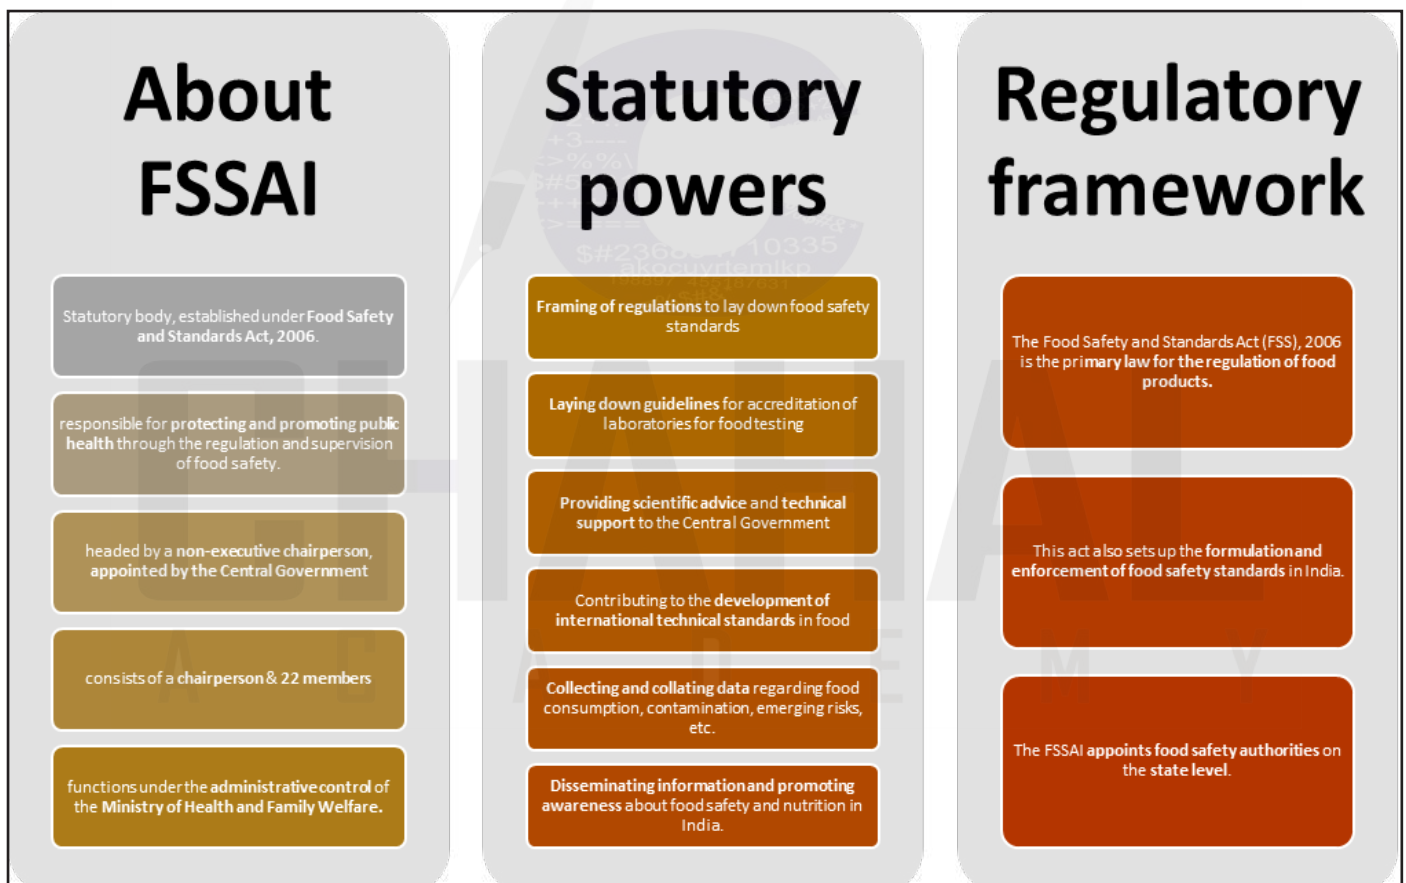 About
FSSAI
Statutory body, established under Food Safety
and Standards Act, 2006.
responsible for protecting and promoting public
health through the regulation and supervision
of food safety.
headed by a non-executive chairperson,
appointed by the Central Government
consists of a chairperson & 22 members
functions under the administrative control of
the Ministry of Health and Family Welfare.
Statutory
powers
Framing of regulations to lay down food safety
standards
Laying down guidelines for accreditation of
laboratories for food testing
Providing scientific advice and technical
support to the Central Government
Contributing to the development of
international technical standards in food
Collecting and collating data regarding food
consumption, contamination, emerging risks,
etc.
Disseminating information and promoting
awareness about food safety and nutrition in
India.
Regulatory
framework
The Food Safety and Standards Act (FSS), 2006
is the primary law for the regulation of food
products.
This act also sets up the formulation and
enforcement of food safety standards in India.
The FSSAI appoints food safety authorities on
the state level.
CHAHAL
ACADEMY